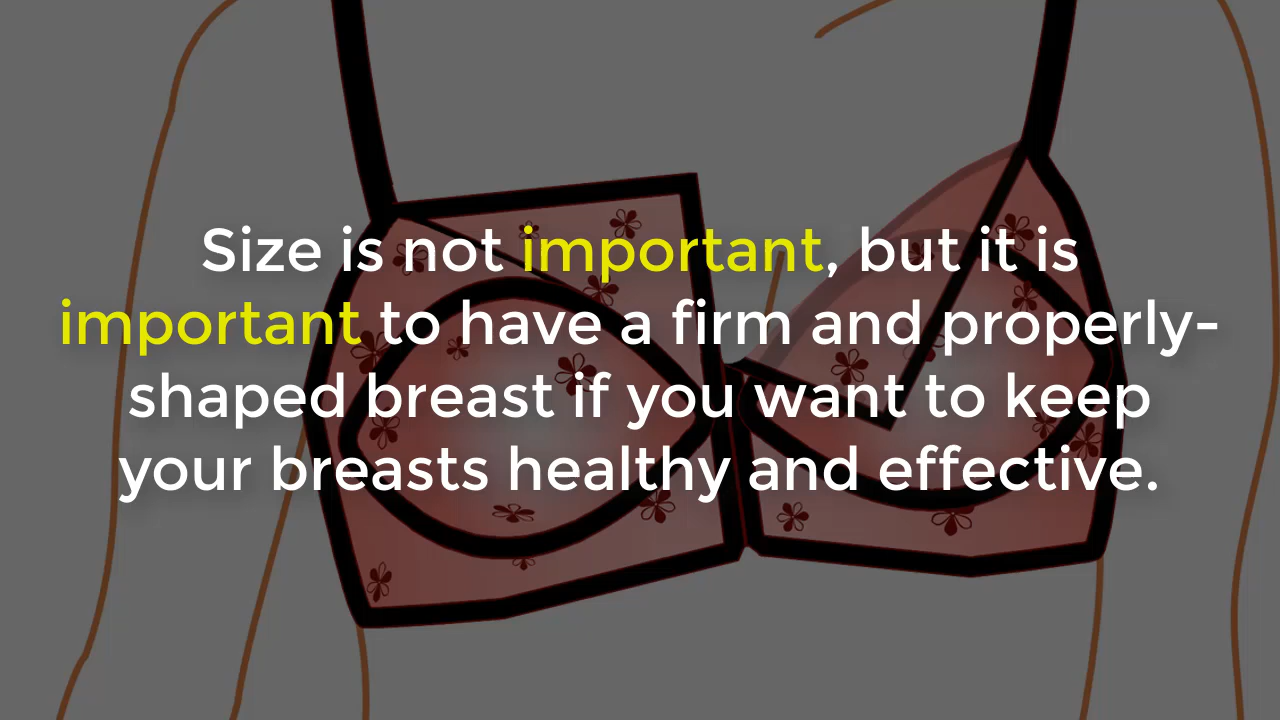 Size is not important, but it is
important to have a firm and properly-
shaped breast if you want to keep
your breasts healthy and effective.